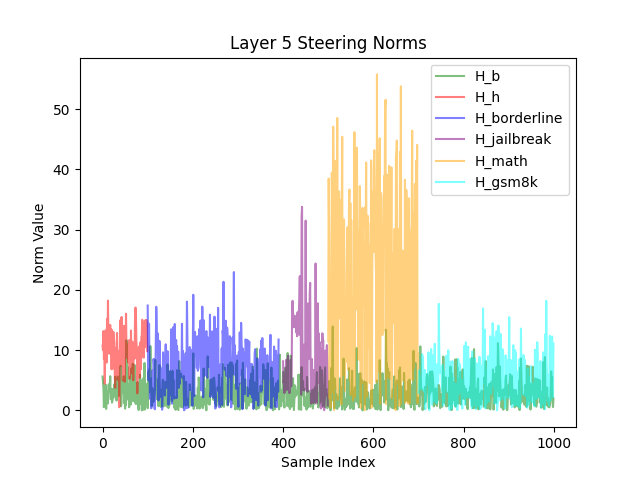 Layer 5 Steering Norms
H_b
H_h
H_borderline
H_jailbreak
H_math
H_gsm8k
Norm Value
50
40
30
20
10
0
0 200 400 600 800 1000
Sample Index